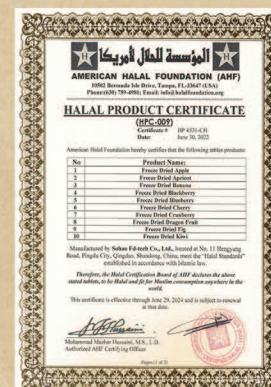 المؤسسة للحلال لأمريكا
AMERICAN HALAL FOUNDATION (AHF)
10502 Bermuda Isle Drive, Tampa, FL-33647 (USA)
Phone:(630) 759-4981; Email: info@halalfoundation.org
HALAL PRODUCT CERTIFICATE
(HPC-009)
Certificate # HP 4531-CH
Date: June 30, 2022
American Halal Foundation hereby certifies that the following tables products:
No Product Name:
1 Freeze Dried Apple
2 Freeze Dried Apricot
3 Freeze Dried Banana
4 Freeze Dried Blackberry
5 Freeze Dried Blueberry
6 Freeze Dried Cherry
7 Freeze Dried Cranberry
8 Freeze Dried Dragon Fruit
9 Freeze Dried Fig
10 Freeze Dried Kiwi
Manufactured by Sohao Fd-tech Co., Ltd., located at No. 11 Hengyang
Road, Pingdu City, Qingdao, Shandong, China, meet the "Halal Standards"
established in accordance with Islamic law.
Therefore, the Halal Certification Board of AHF declares the above
stated tablets, to be Halal and fit for Muslim consumption anywhere in the
world.
This certificate is effective through June 29, 2024 and is subject to renewal
at that date.
Mohammad Mazhar Hussaini, M.S., L.D.
Authorized AHF Certifying Officer
Pages (1 of 2)